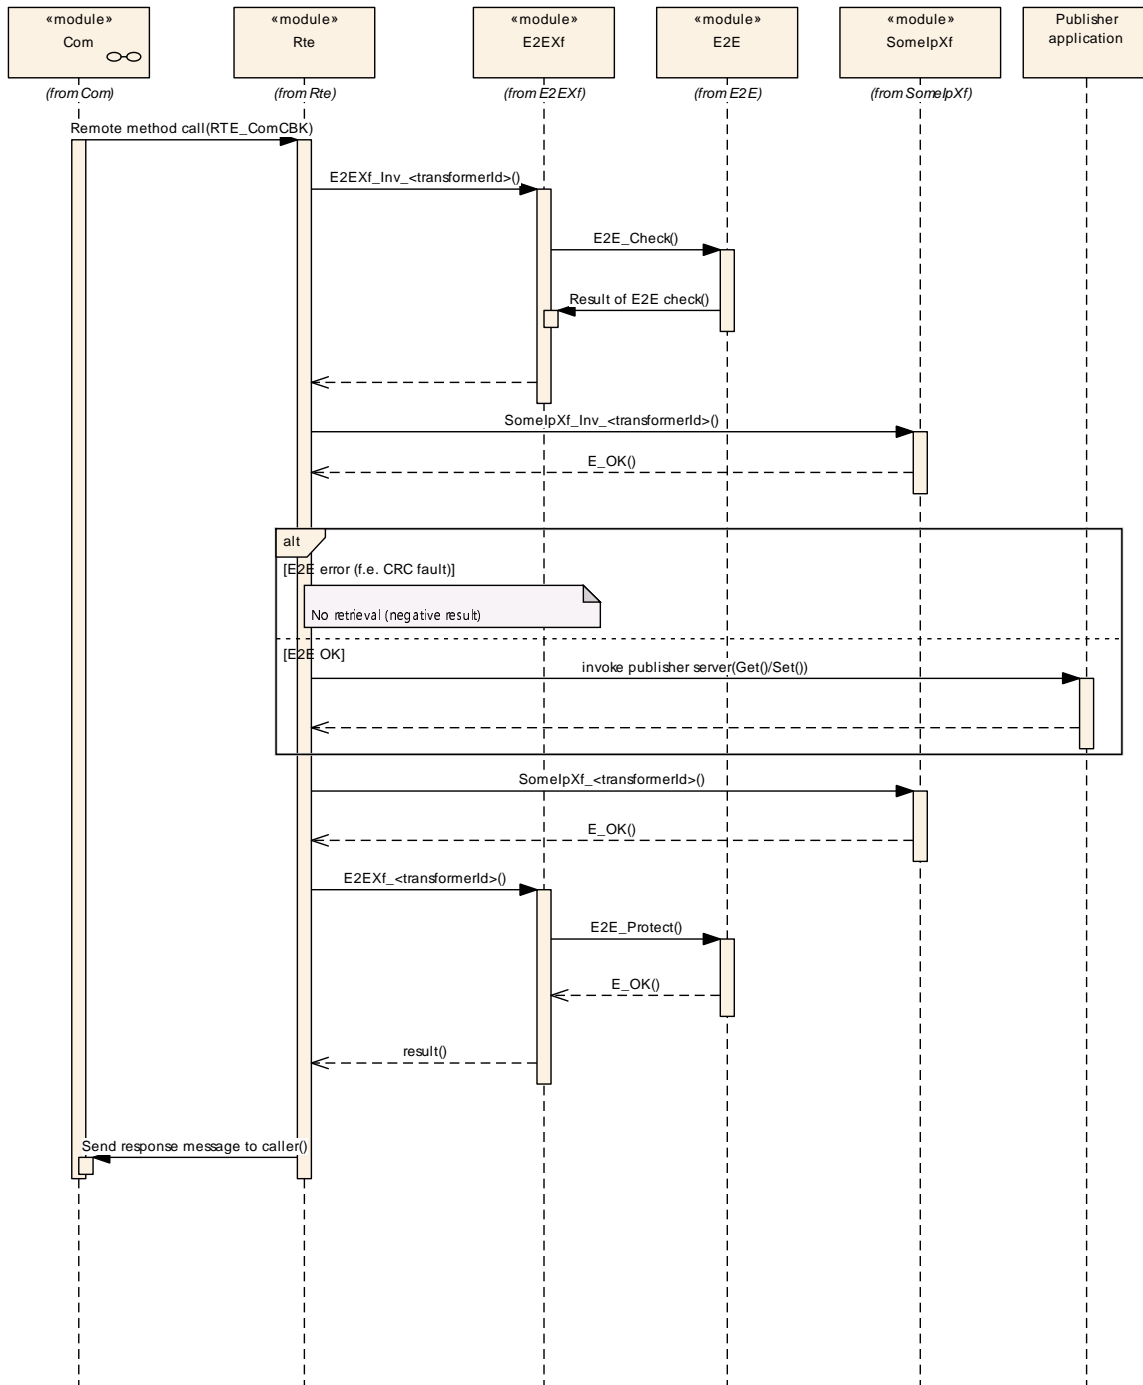 «module»
Com
«module»
Rte
«module»
E2EXf
«module»
E2E
«module»
SomeIpXf
Publisher
application
(from Com)
(from Rte)
(from E2EXf)
(from E2E)
(from SomeIpXf)
Remote method call(RTE_ComCBK)
E2EXf_Inv_<transformerId>()
E2E_Check()
Result of E2E check()
SomeIpXf_Inv_<transformerId>()
E_OK()
alt
[E2E error (f.e. CRC fault)]
No retrieval (negative result)
[E2E OK]
invoke publisher server(Get()/Set())
SomeIpXf_<transformerId>()
E_OK()
E2EXf_<transformerId>()
E2E_Protect()
E_OK()
result()
Send response message to caller()